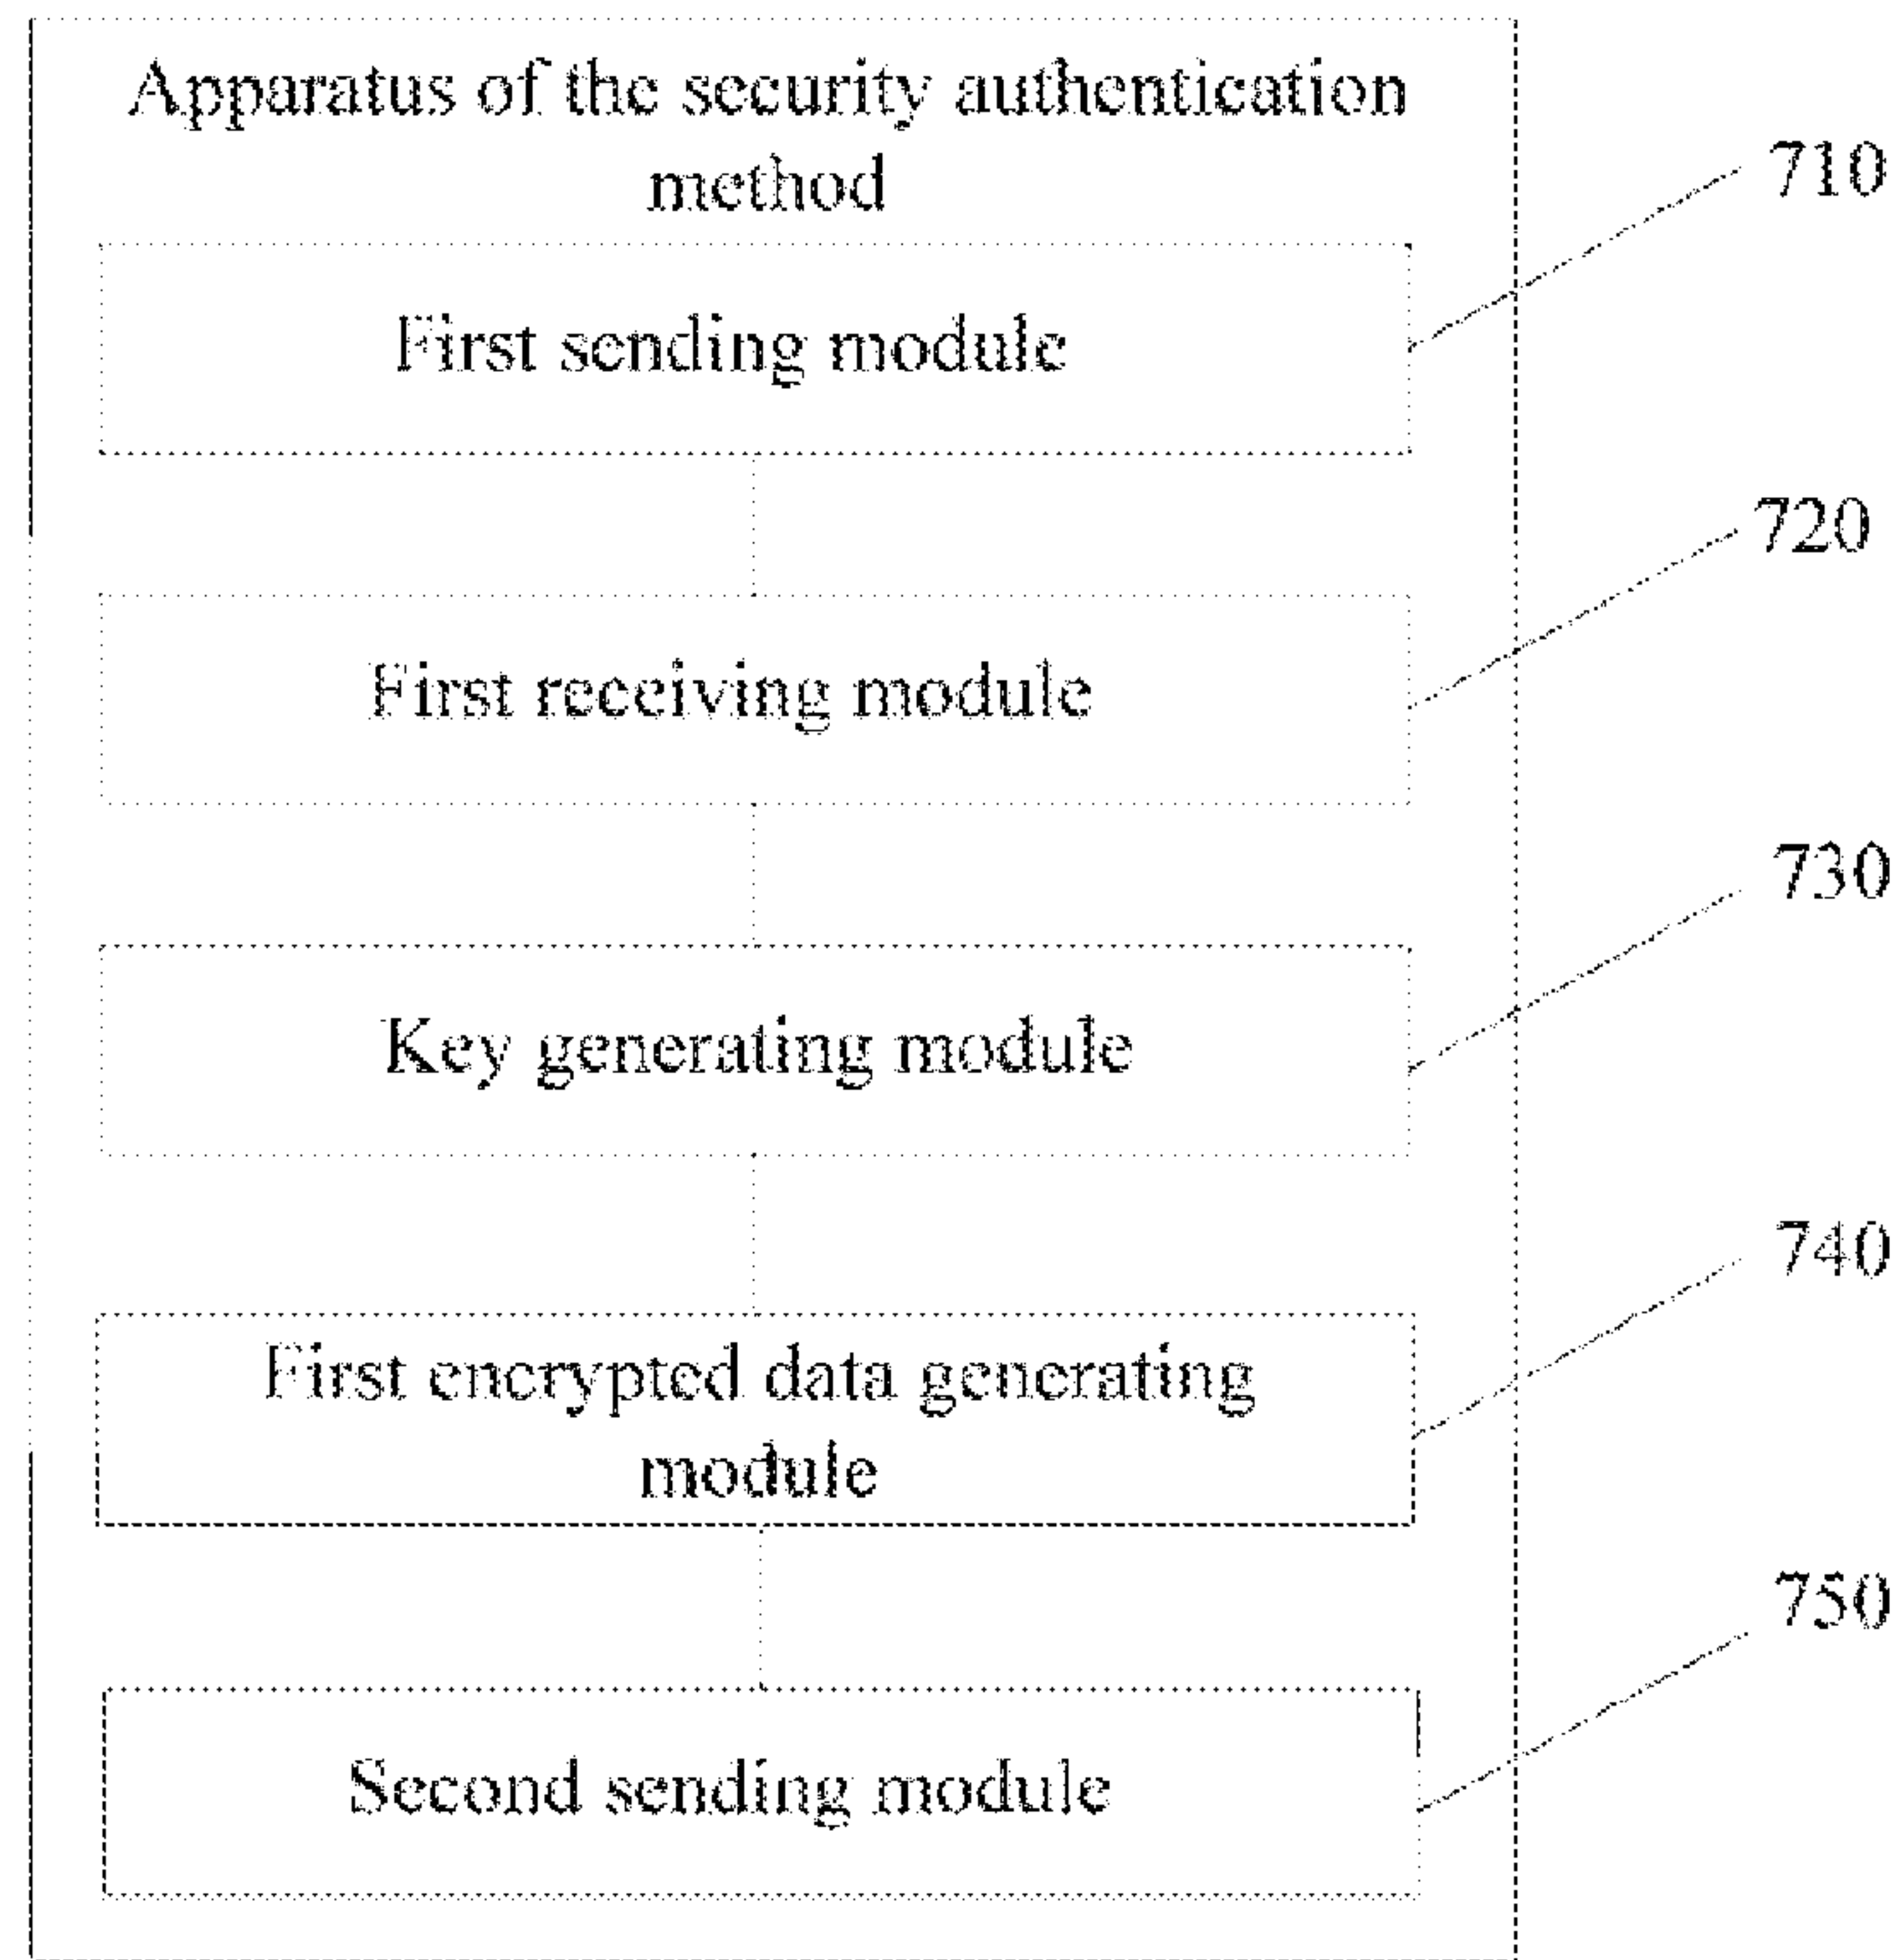 Apparatus of the security authentication
method
710
First sending module
720
First receiving module
730
Key generating module
740
First encrypted data generating
module
750
Second sending module